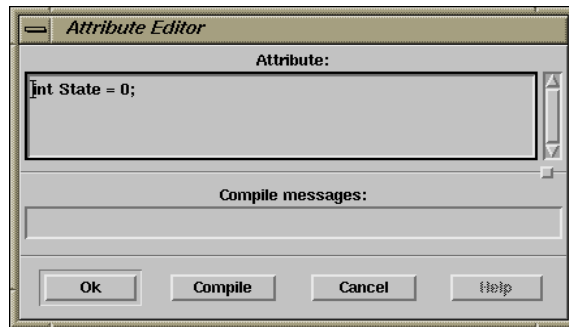 Attribute Editor
Attribute:
int State = 0;
Compile messages:
Ok Compile Cancel Help